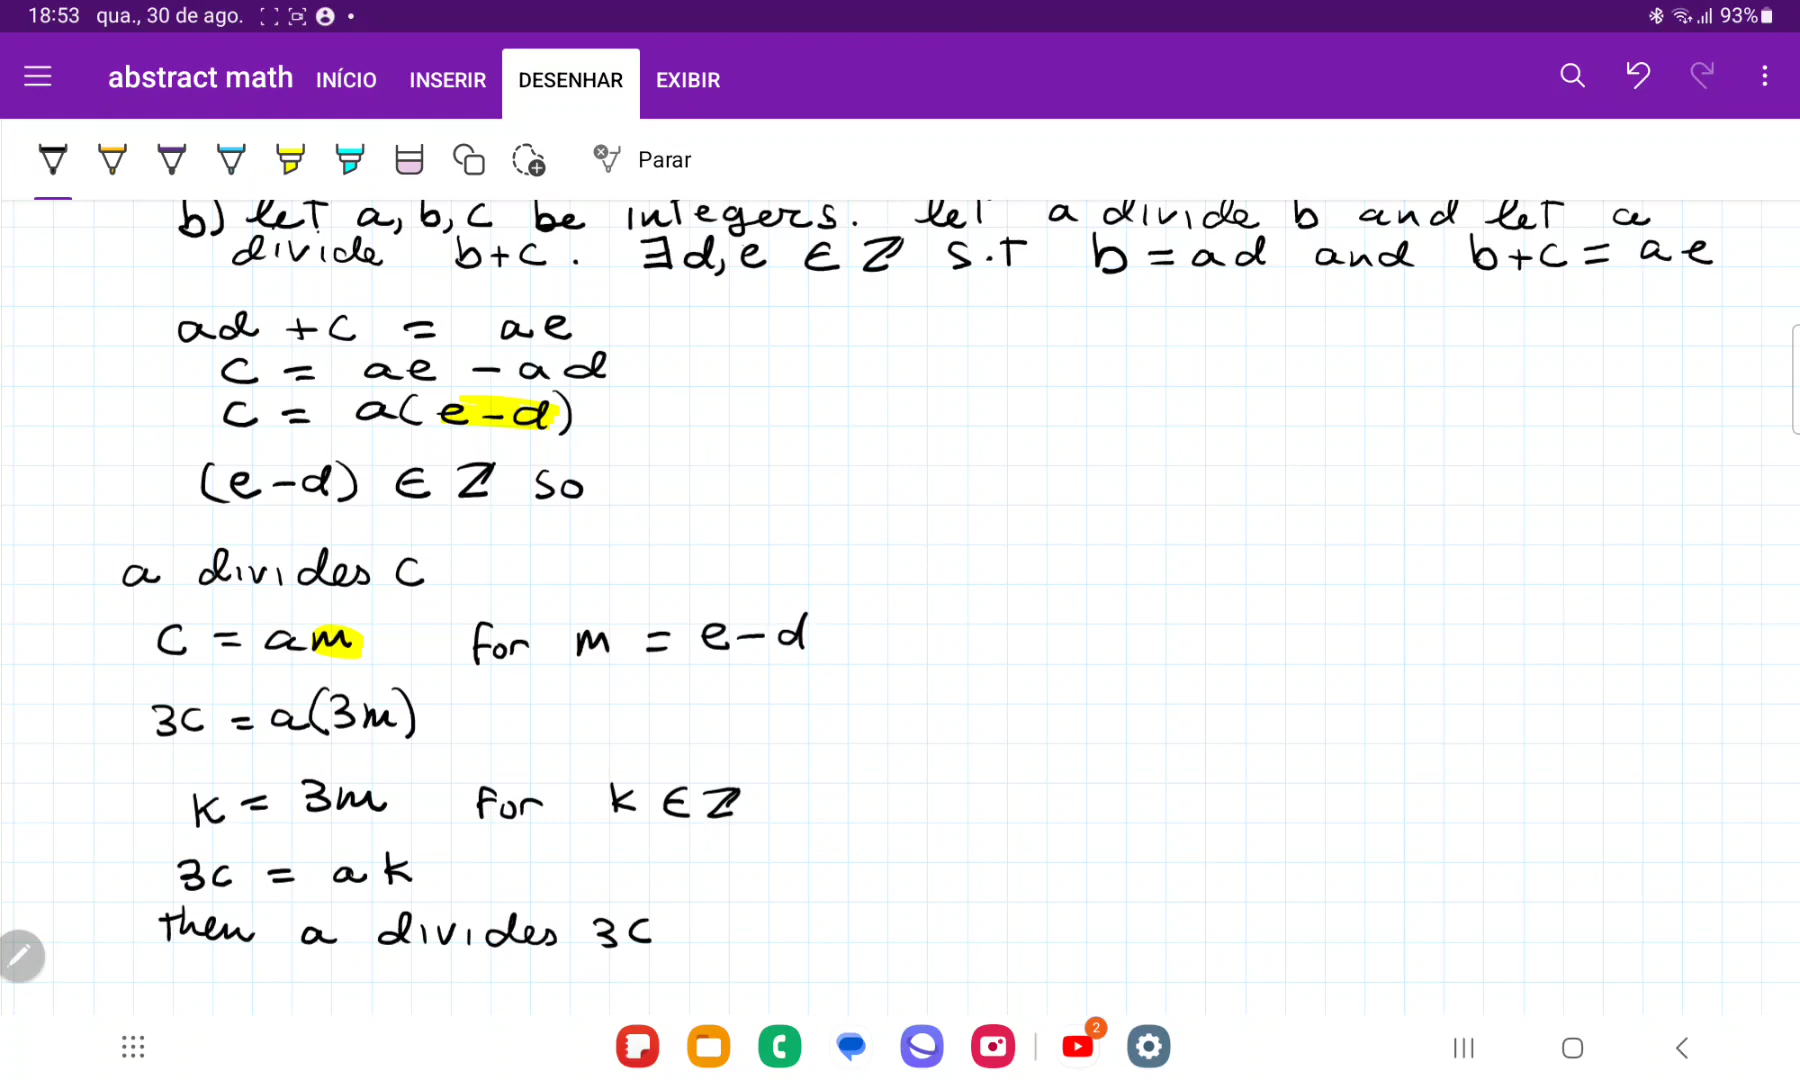 18:53 qua., 30 de ago. 93%
abstract math INÍCIO INSERIR DESENHAR EXIBIR
Parar
b) let a, b, c be integers. let a divide b and let a
divide b+c. ∃d, e ∈ ℤ s.t b = ad and b+c = ae
ad + c = ae
c = ae - ad
c = a(e-d)
(e-d) ∈ ℤ so
a divides c
c = am for m = e-d
3c = a(3m)
k = 3m for k ∈ ℤ
3c = ak
then a divides 3c
2